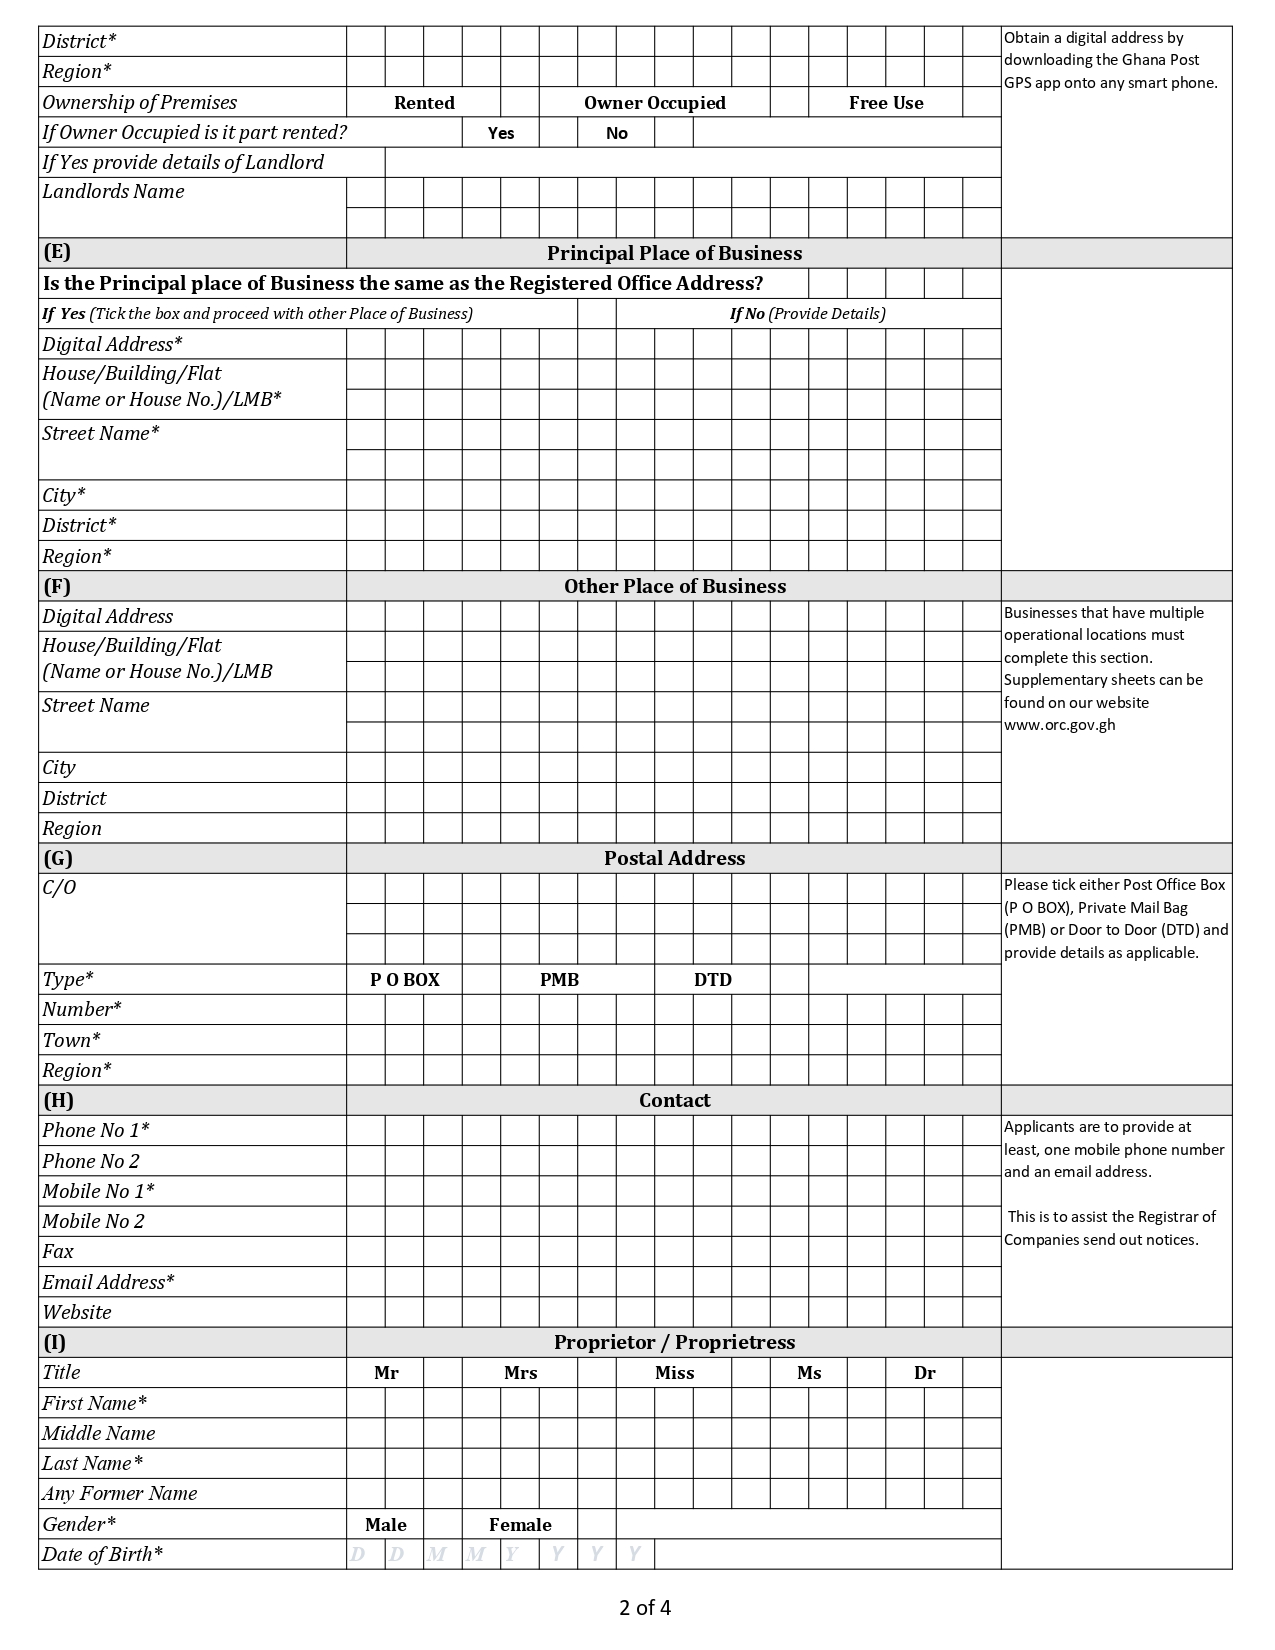 District*
Obtain a digital address by
downloading the Ghana Post
GPS app onto any smart phone.
Region*
Ownership of Premises Rented Owner Occupied Free Use
If Owner Occupied is it part rented? Yes No
If Yes provide details of Landlord
Landlords Name
(E) Principal Place of Business
Is the Principal place of Business the same as the Registered Office Address?
If Yes (Tick the box and proceed with other Place of Business) If No (Provide Details)
Digital Address*
House/Building/Flat
(Name or House No.)/LMB*
Street Name*
City*
District*
Region*
(F) Other Place of Business
Digital Address
Businesses that have multiple
operational locations must
complete this section.
Supplementary sheets can be
found on our website
www.orc.gov.gh
House/Building/Flat
(Name or House No.)/LMB
Street Name
City
District
Region
(G) Postal Address
C/O
Please tick either Post Office Box
(P O BOX), Private Mail Bag
(PMB) or Door to Door (DTD) and
provide details as applicable.
Type* P O BOX PMB DTD
Number*
Town*
Region*
(H) Contact
Phone No 1*
Applicants are to provide at
least, one mobile phone number
and an email address.
This is to assist the Registrar of
Companies send out notices.
Phone No 2
Mobile No 1*
Mobile No 2
Fax
Email Address*
Website
(I) Proprietor / Proprietress
Title Mr Mrs Miss Ms Dr
First Name*
Middle Name
Last Name*
Any Former Name
Gender* Male Female
Date of Birth* D D M M Y Y Y Y
2 of 4